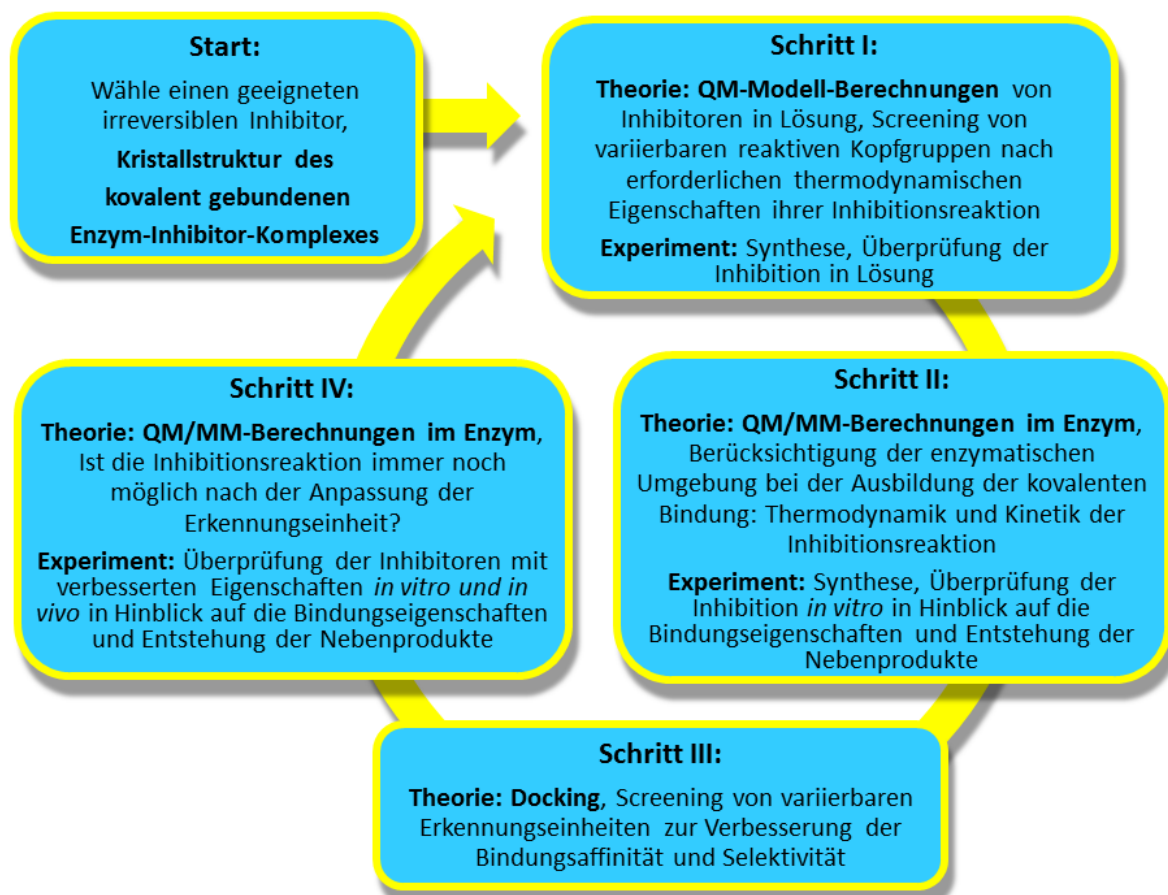 Start:
Wähle einen geeigneten
irreversiblen Inhibitor,
Kristallstruktur des
kovalent gebundenen
Enzym-Inhibitor-Komplexes
Schritt I:
Theorie: QM-Modell-Berechnungen von
Inhibitoren in Lösung, Screening von
variierbaren reaktiven Kopfgruppen nach
erforderlichen thermodynamischen
Eigenschaften ihrer Inhibitionsreaktion
Experiment: Synthese, Überprüfung der
Inhibition in Lösung
Schritt II:
Theorie: QM/MM-Berechnungen im Enzym,
Berücksichtigung der enzymatischen
Umgebung bei der Ausbildung der kovalenten
Bindung: Thermodynamik und Kinetik der
Inhibitionsreaktion
Experiment: Synthese, Überprüfung der
Inhibition in vitro in Hinblick auf die
Bindungseigenschaften und Entstehung der
Nebenprodukte
Schritt III:
Theorie: Docking, Screening von variierbaren
Erkennungseinheiten zur Verbesserung der
Bindungsaffinität und Selektivität
Schritt IV:
Theorie: QM/MM-Berechnungen im Enzym,
Ist die Inhibitionsreaktion immer noch
möglich nach der Anpassung der
Erkennungseinheit?
Experiment: Überprüfung der Inhibitoren mit
verbesserten Eigenschaften in vitro und in
vivo in Hinblick auf die Bindungseigenschaften
und Entstehung der Nebenprodukte